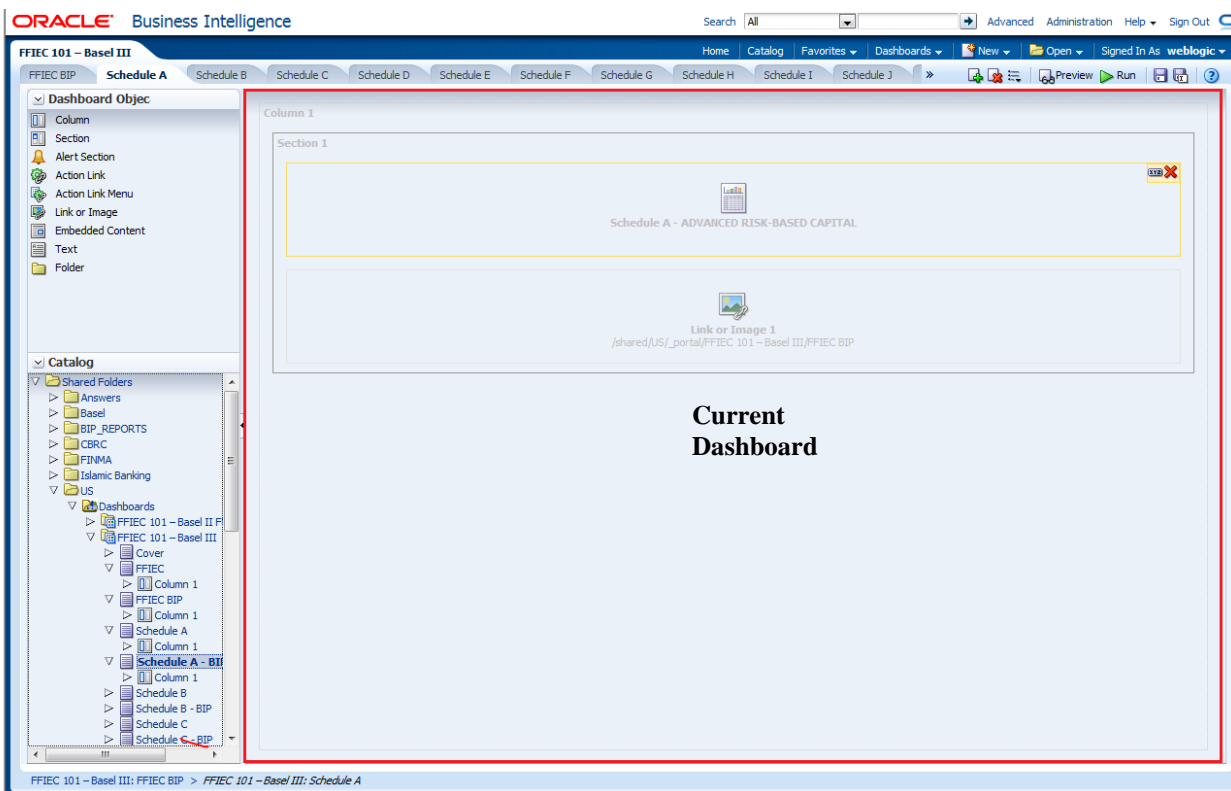 ORACLE Business Intelligence
Search All Advanced Administration Help Sign Out
FFIEC 101 – Basel III
Home Catalog Favorites Dashboards New Open Signed In As weblogic
FFIEC BIP Schedule A Schedule B Schedule C Schedule D Schedule E Schedule F Schedule G Schedule H Schedule I Schedule J » Preview Run
Dashboard Objec
Column
Section
Alert Section
Action Link
Action Link Menu
Link or Image
Embedded Content
Text
Folder
Column 1
Section 1
Schedule A - ADVANCED RISK-BASED CAPITAL
Link or Image 1
/shared/US/_portal/FFIEC 101 – Basel III/FFIEC BIP
Current
Dashboard
Catalog
Shared Folders
Answers
Basel
BIP_REPORTS
CBRC
FINMA
Islamic Banking
US
Dashboards
FFIEC 101 – Basel II F
FFIEC 101 – Basel III
Cover
FFIEC
Column 1
FFIEC BIP
Column 1
Schedule A
Column 1
Schedule A - BIP
Column 1
Schedule B
Schedule B - BIP
Schedule C
Schedule C - BIP
FFIEC 101 – Basel III: FFIEC BIP > FFIEC 101 – Basel III: Schedule A